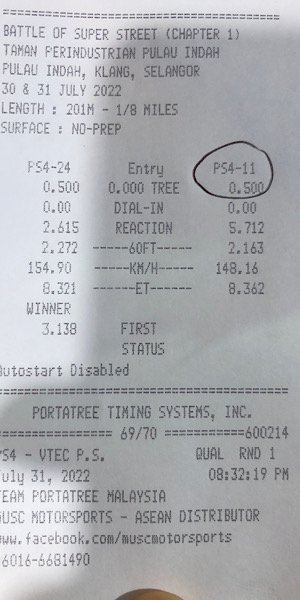 BATTLE OF SUPER STREET (CHAPTER 1)
TAMAN PERINDUSTRIAN PULAU INDAH
PULAU INDAH, KLANG, SELANGOR
30 & 31 JULY 2022
LENGTH : 201M - 1/8 MILES
SURFACE : NO-PREP
PS4-24 Entry PS4-11
0.500 0.000 TREE 0.500
0.00 DIAL-IN 0.00
2.615 REACTION 5.712
2.272 -----60FT----- 2.163
154.90 -----KM/H----- 148.16
8.321 ------ET------ 8.362
WINNER
3.138 FIRST
STATUS
Autostart Disabled
PORTATREE TIMING SYSTEMS, INC.
================ 69/70 ===========600214
PS4 - VTEC P.S. QUAL RND 1
July 31, 2022 08:32:19 PM
TEAM PORTATREE MALAYSIA
MUSC MOTORSPORTS - ASEAN DISTRIBUTOR
www.facebook.com/muscmotorsports
6016-6681490